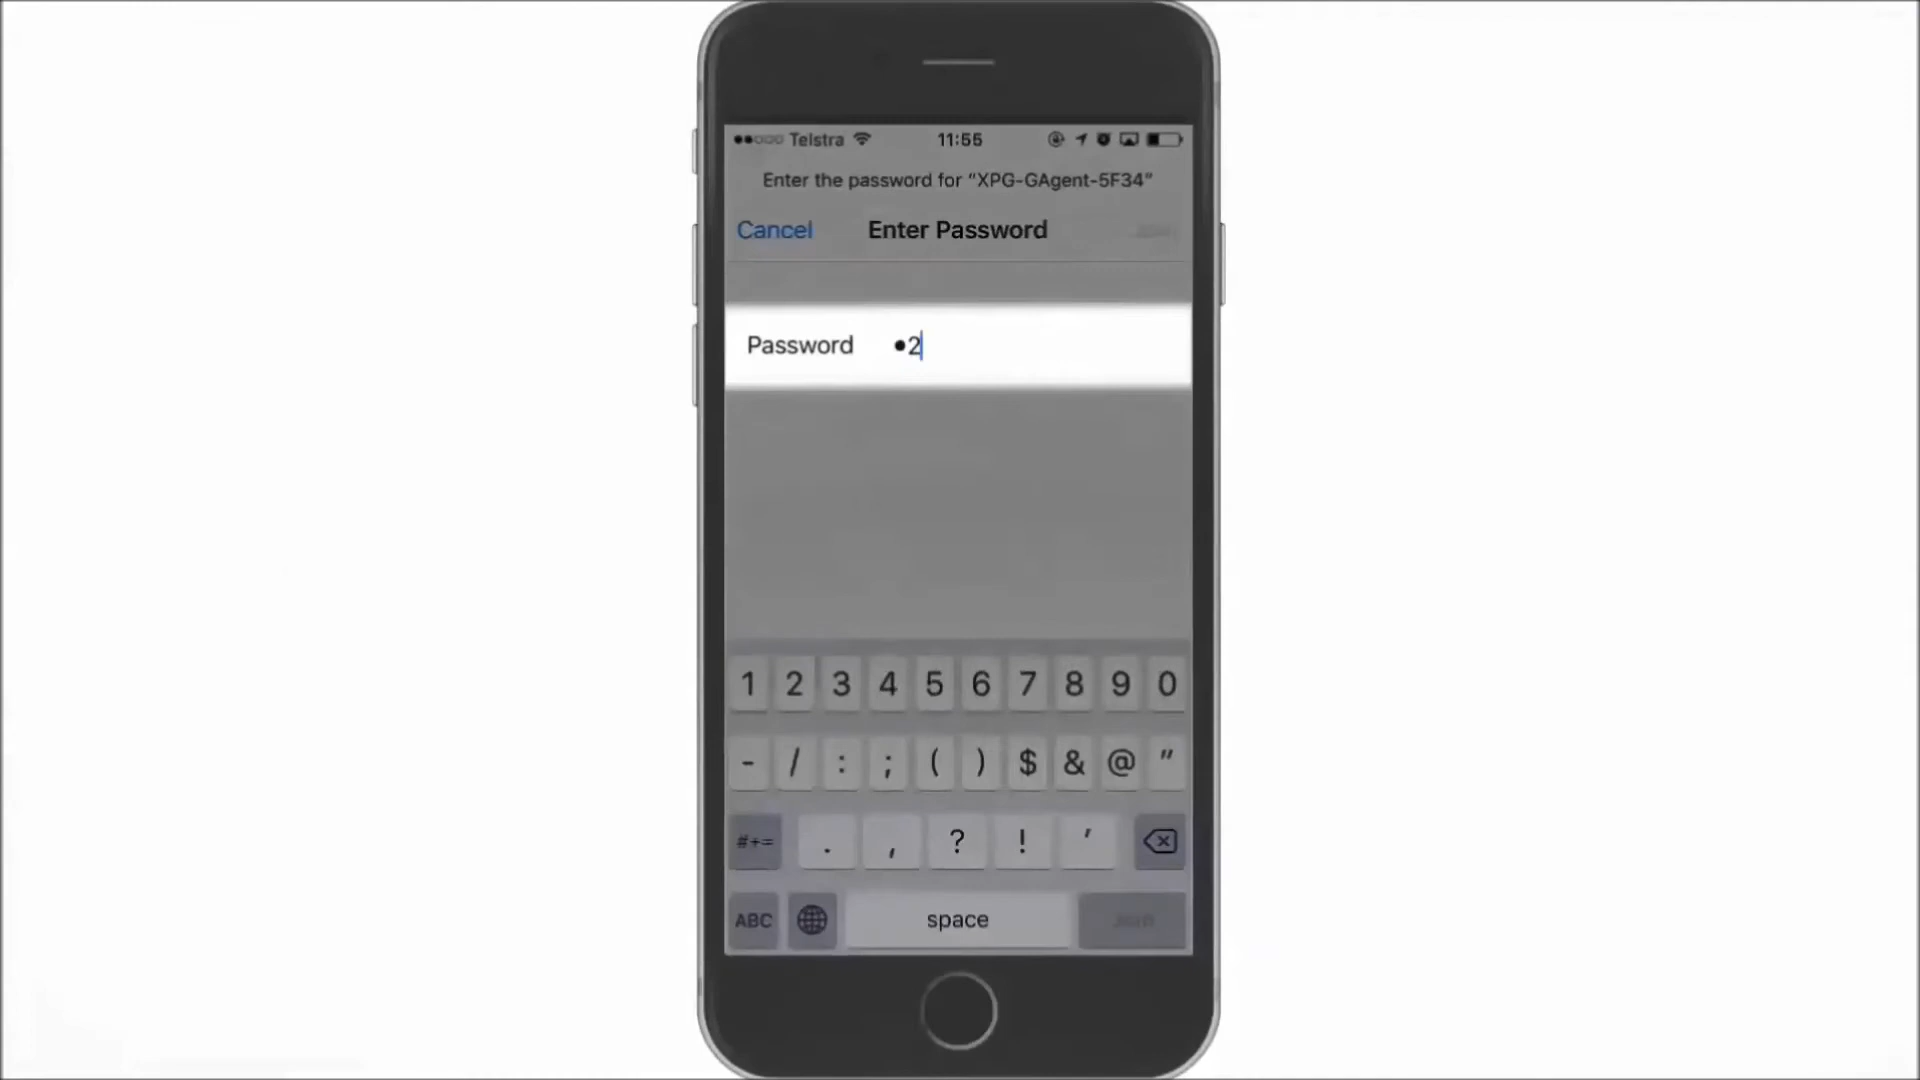 Telstra 11:55
Enter the password for “XPG-GAgent-5F34”
Cancel Enter Password
Password •2
1 2 3 4 5 6 7 8 9 0
- / : ; ( ) $ & @ "
#+= . , ? ! '
ABC space